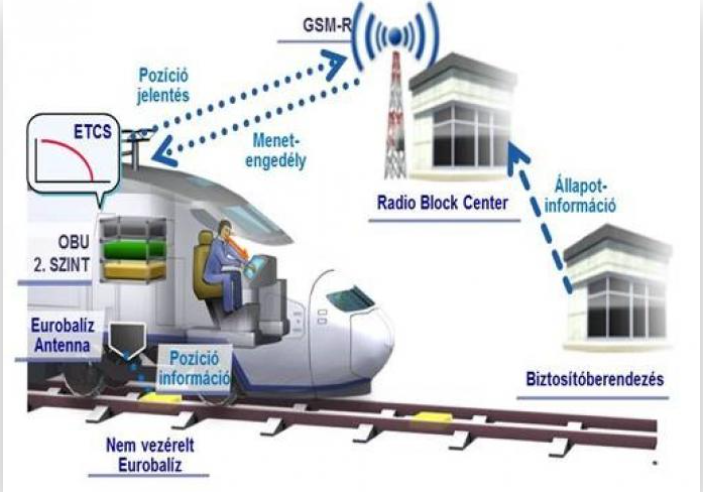 GSM-R
Pozíció
jelentés
ETCS
Menet-
engedély
Radio Block Center
Állapot-
információ
OBU
2. SZINT
Eurobalíz
Antenna
Pozíció
információ
Biztosítóberendezés
Nem vezérelt
Eurobalíz